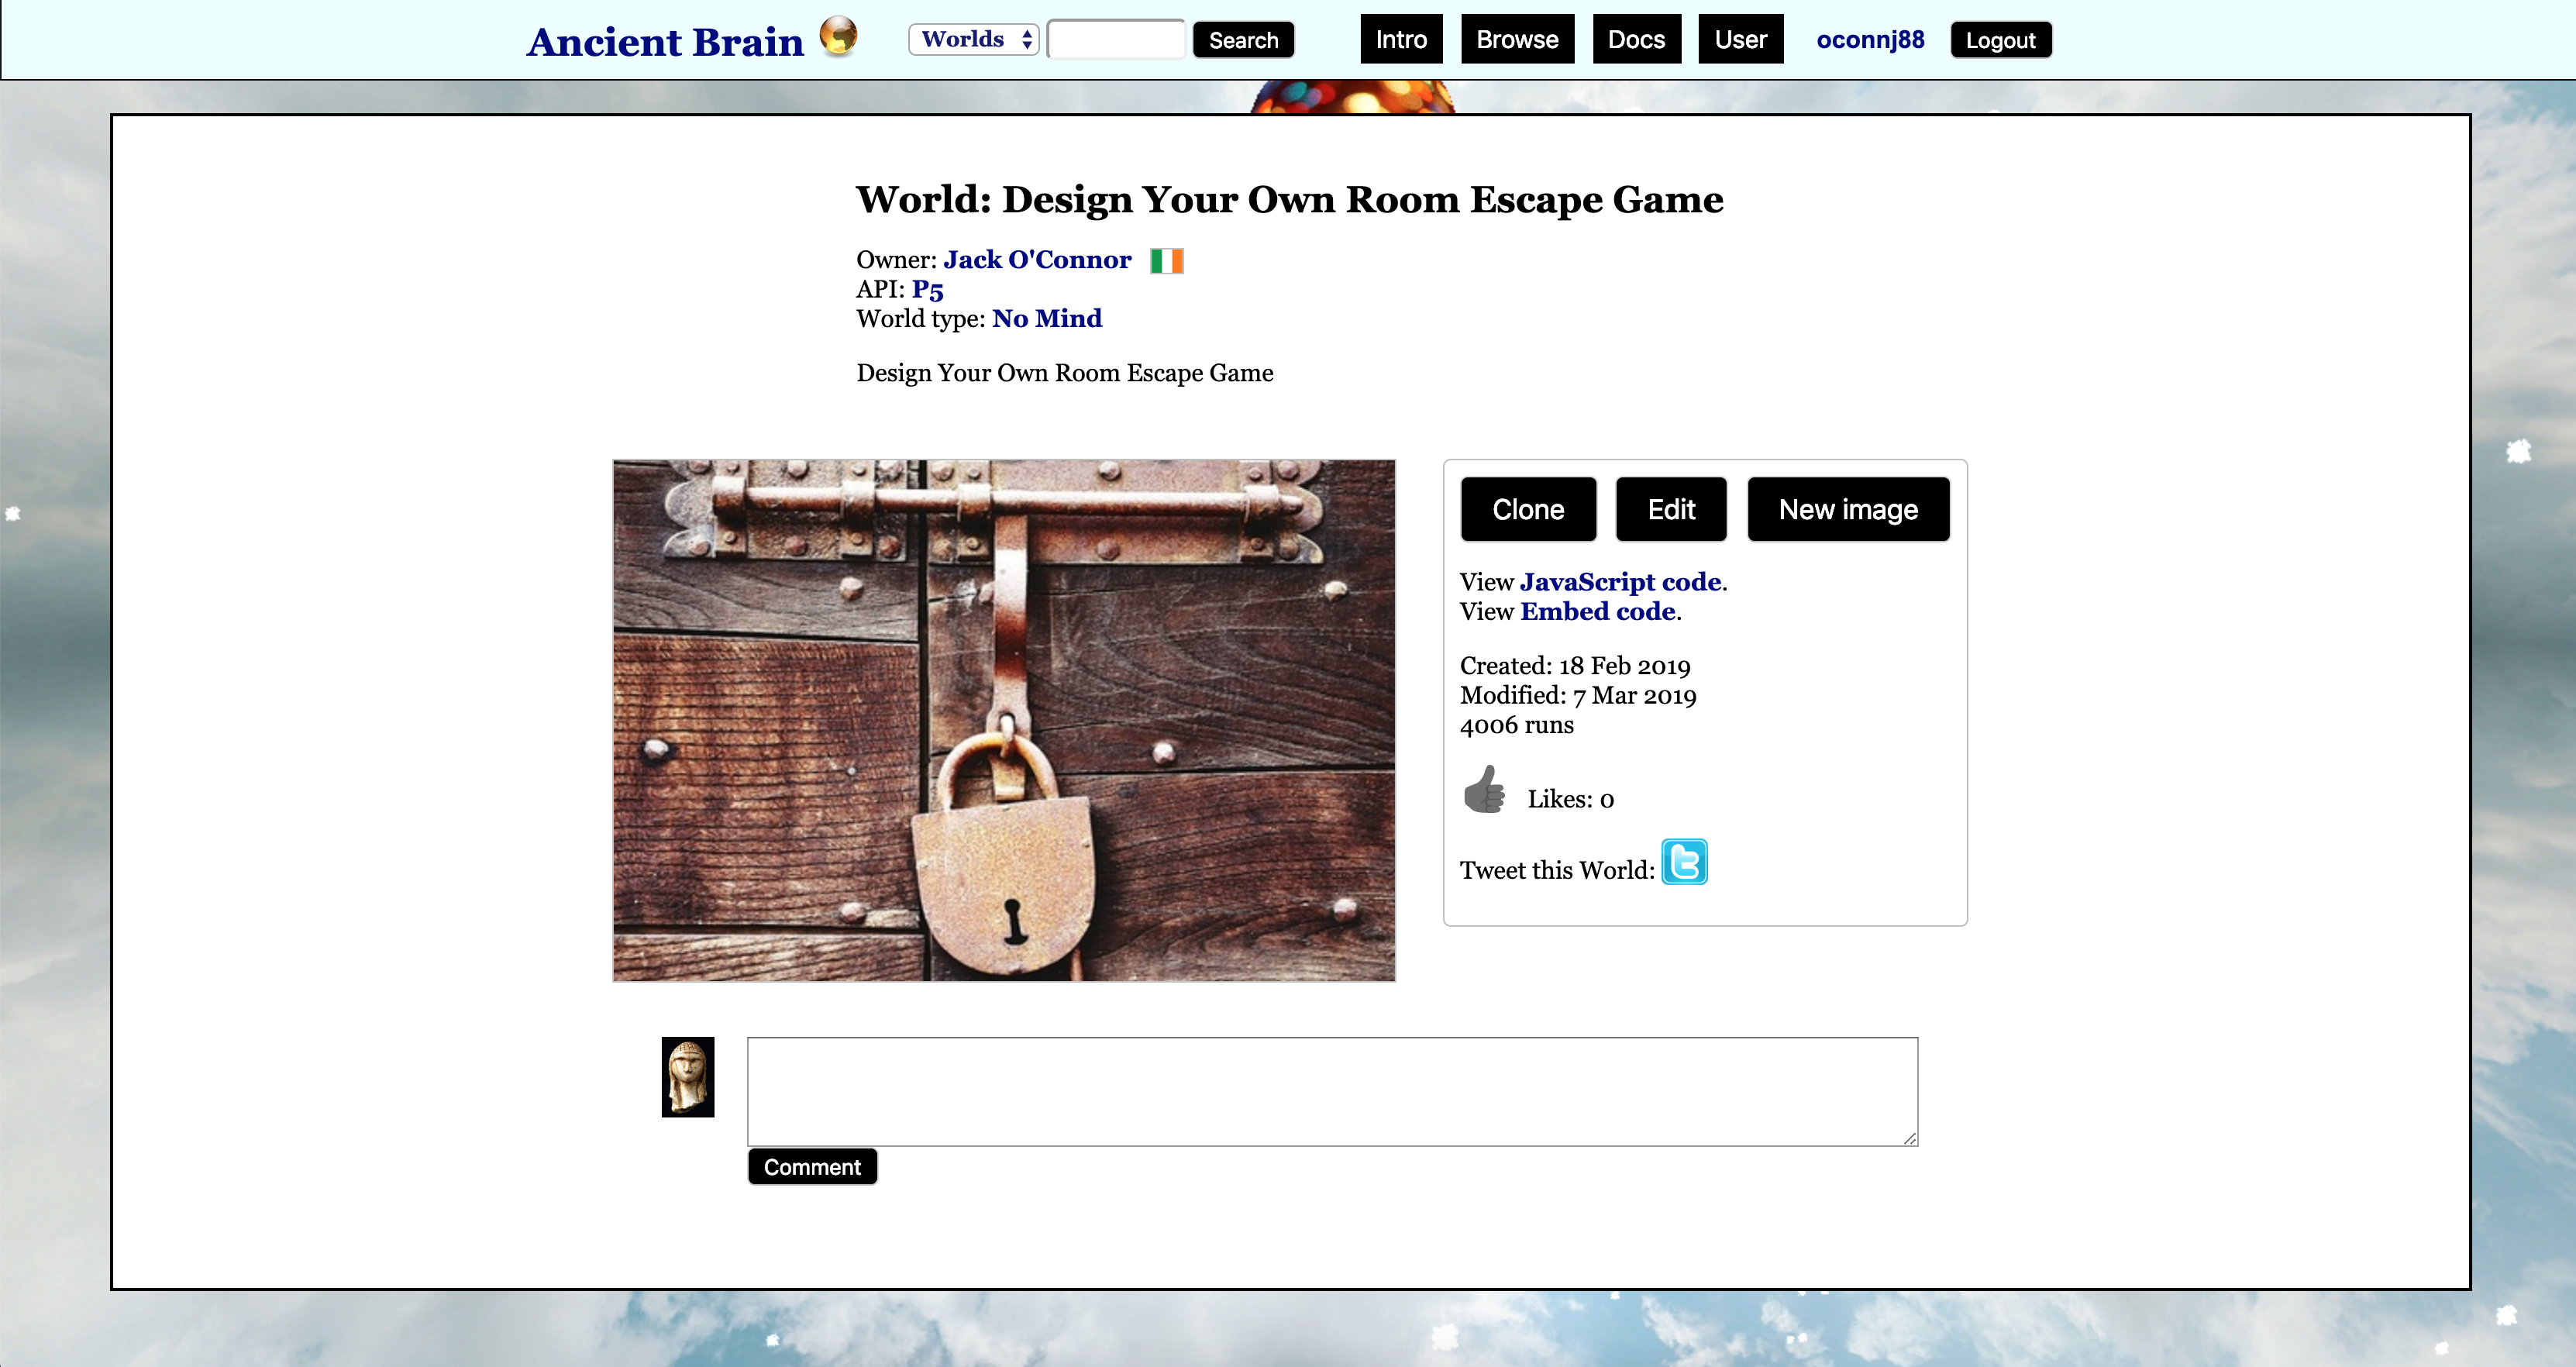 Ancient Brain Worlds Search Intro Browse Docs User oconnj88 Logout
World: Design Your Own Room Escape Game
Owner: Jack O'Connor
API: P5
World type: No Mind
Design Your Own Room Escape Game
Clone Edit New image
View JavaScript code.
View Embed code.
Created: 18 Feb 2019
Modified: 7 Mar 2019
4006 runs
Likes: 0
Tweet this World:
Comment